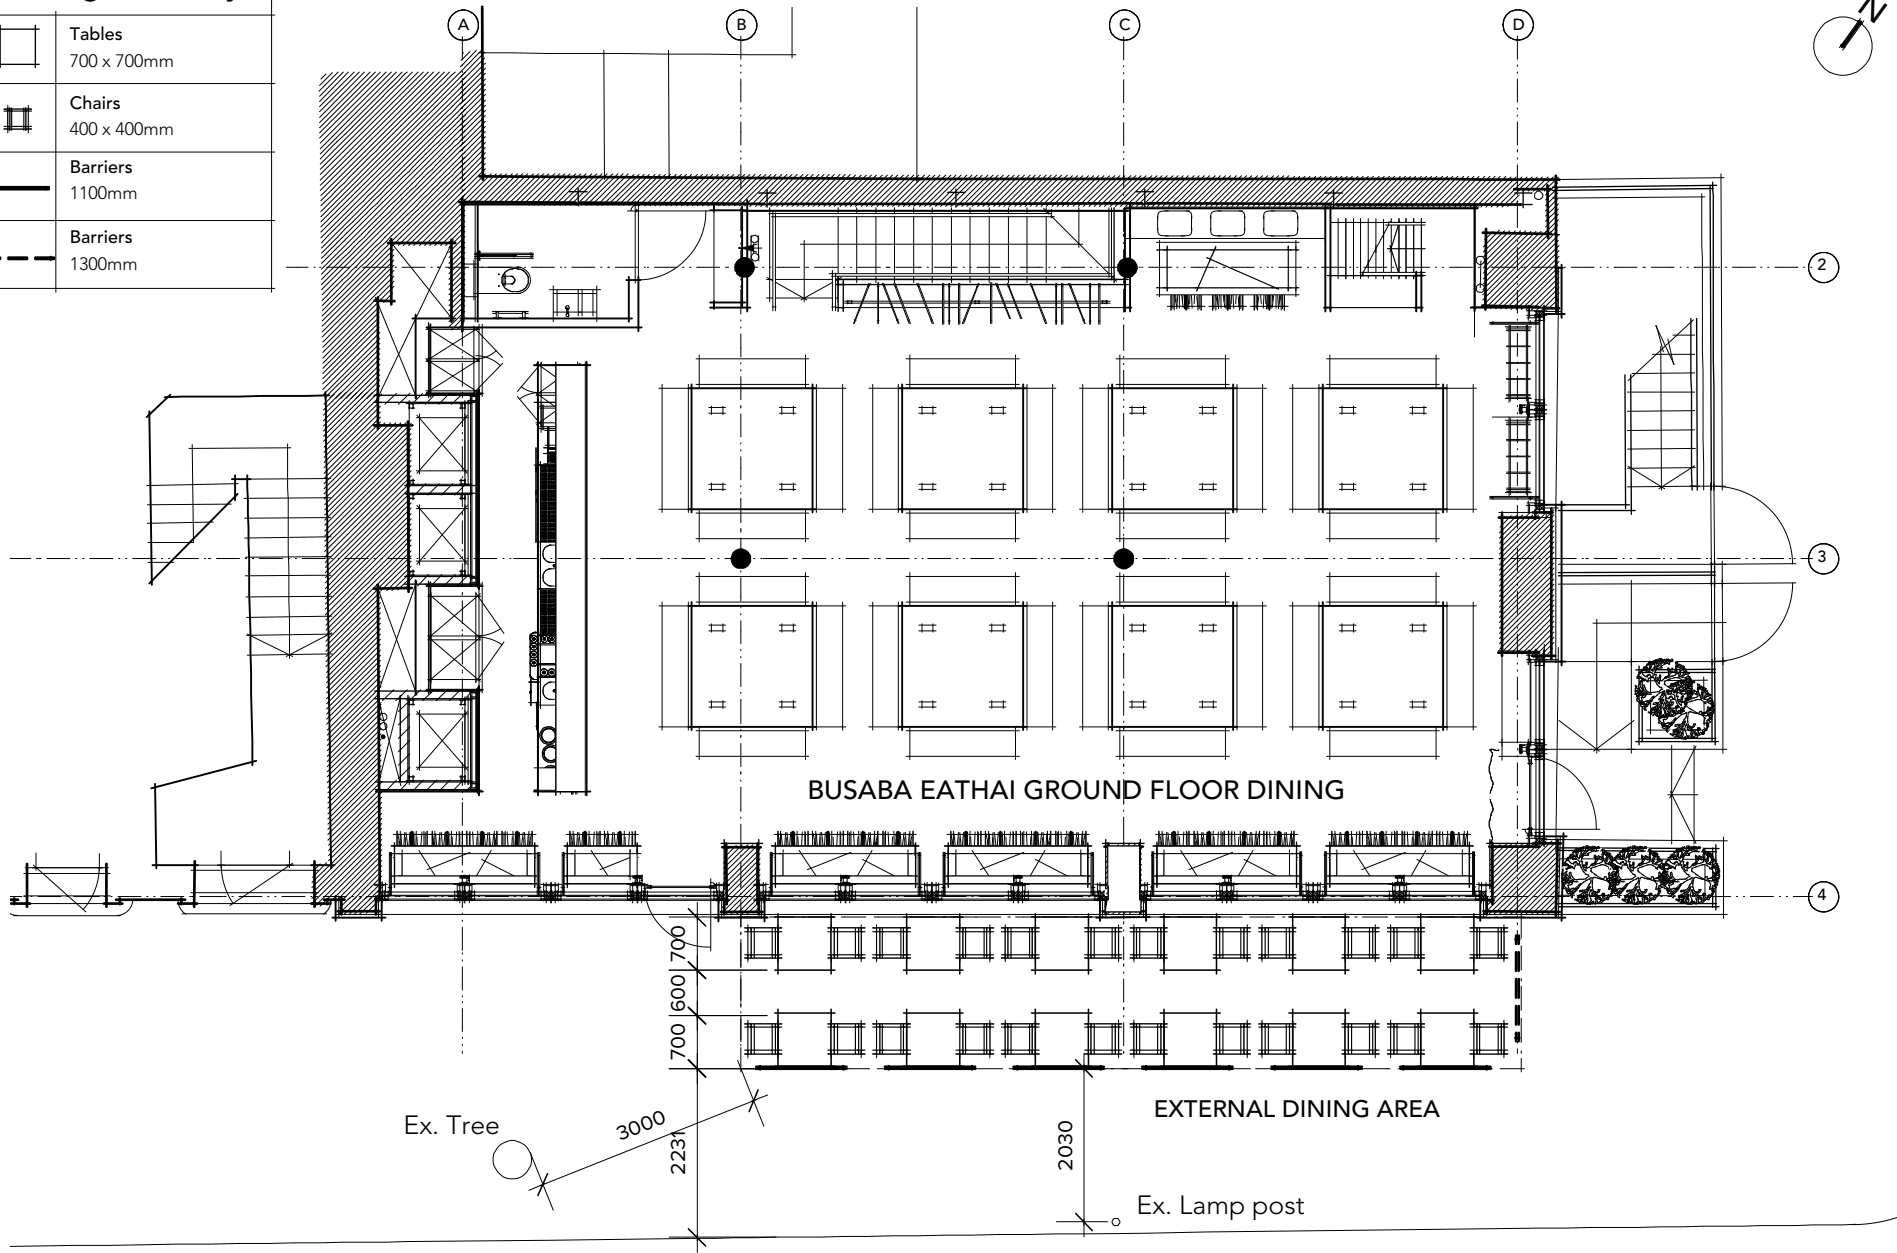 Tables
700 x 700mm
Chairs
400 x 400mm
Barriers
1100mm
Barriers
1300mm
A
B
C
D
N
2
3
BUSABA EATHAI GROUND FLOOR DINING
4
700
600
700
Ex. Tree
3000
2231
2030
EXTERNAL DINING AREA
Ex. Lamp post